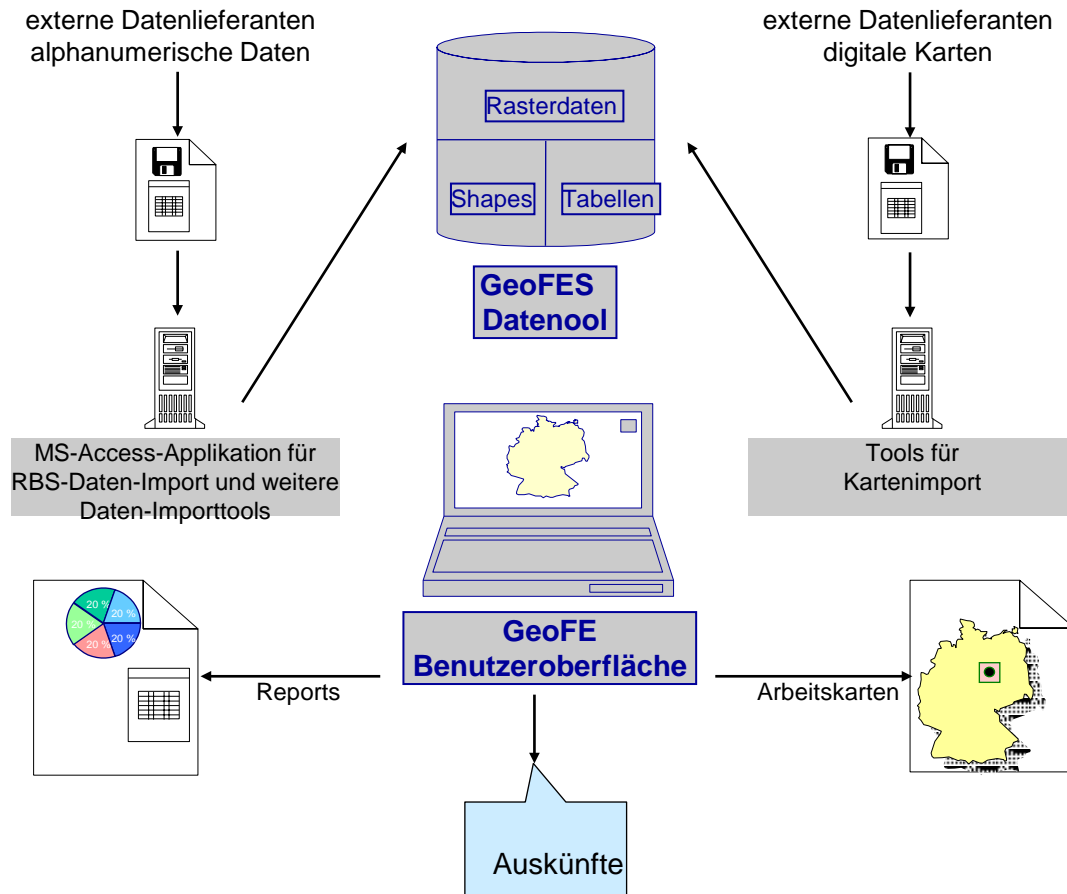 externe Datenlieferanten
alphanumerische Daten
externe Datenlieferanten
digitale Karten
Rasterdaten
Shapes
Tabellen
GeoFES
Datenool
MS-Access-Applikation für
RBS-Daten-Import und weitere
Daten-Importtools
Tools für
Kartenimport
20 %
20 %
20 %
20 %
20 %
GeoFE
Benutzeroberfläche
Reports
Arbeitskarten
Auskünfte